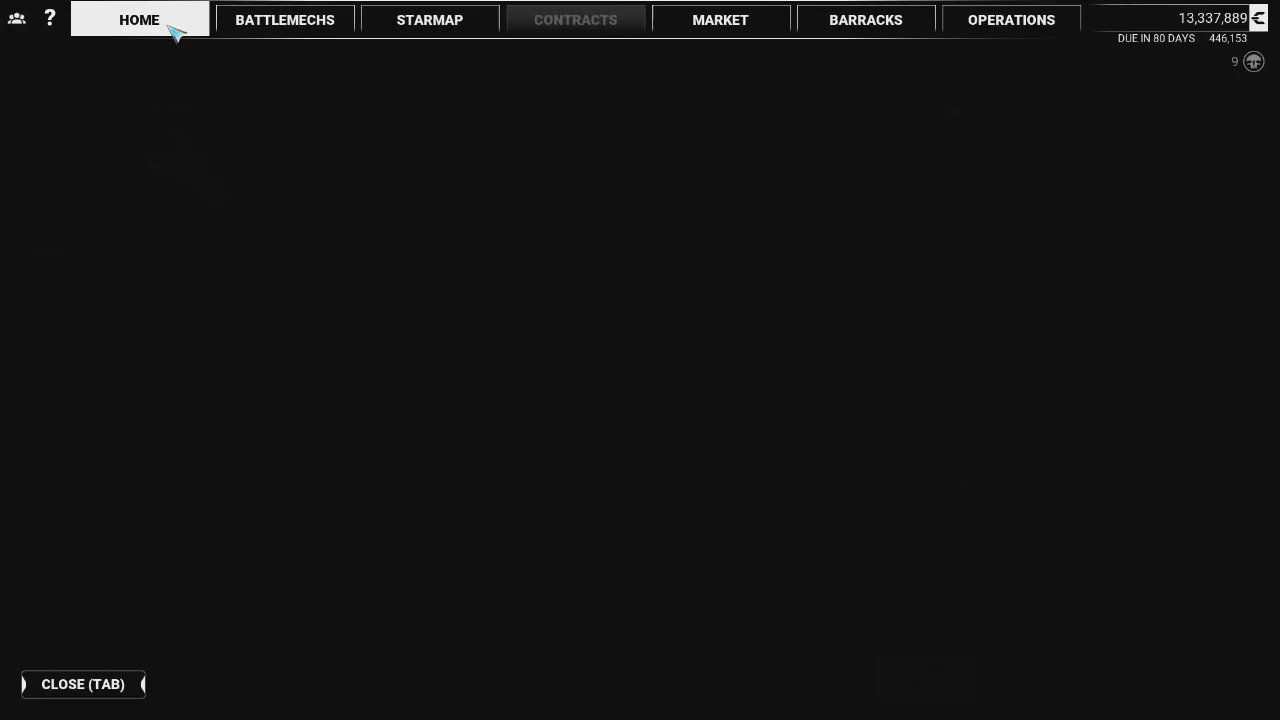 ?
HOME
BATTLEMECHS
STARMAP
CONTRACTS
MARKET
BARRACKS
OPERATIONS
13,337,889
DUE IN 80 DAYS 446,153
9
CLOSE (TAB)